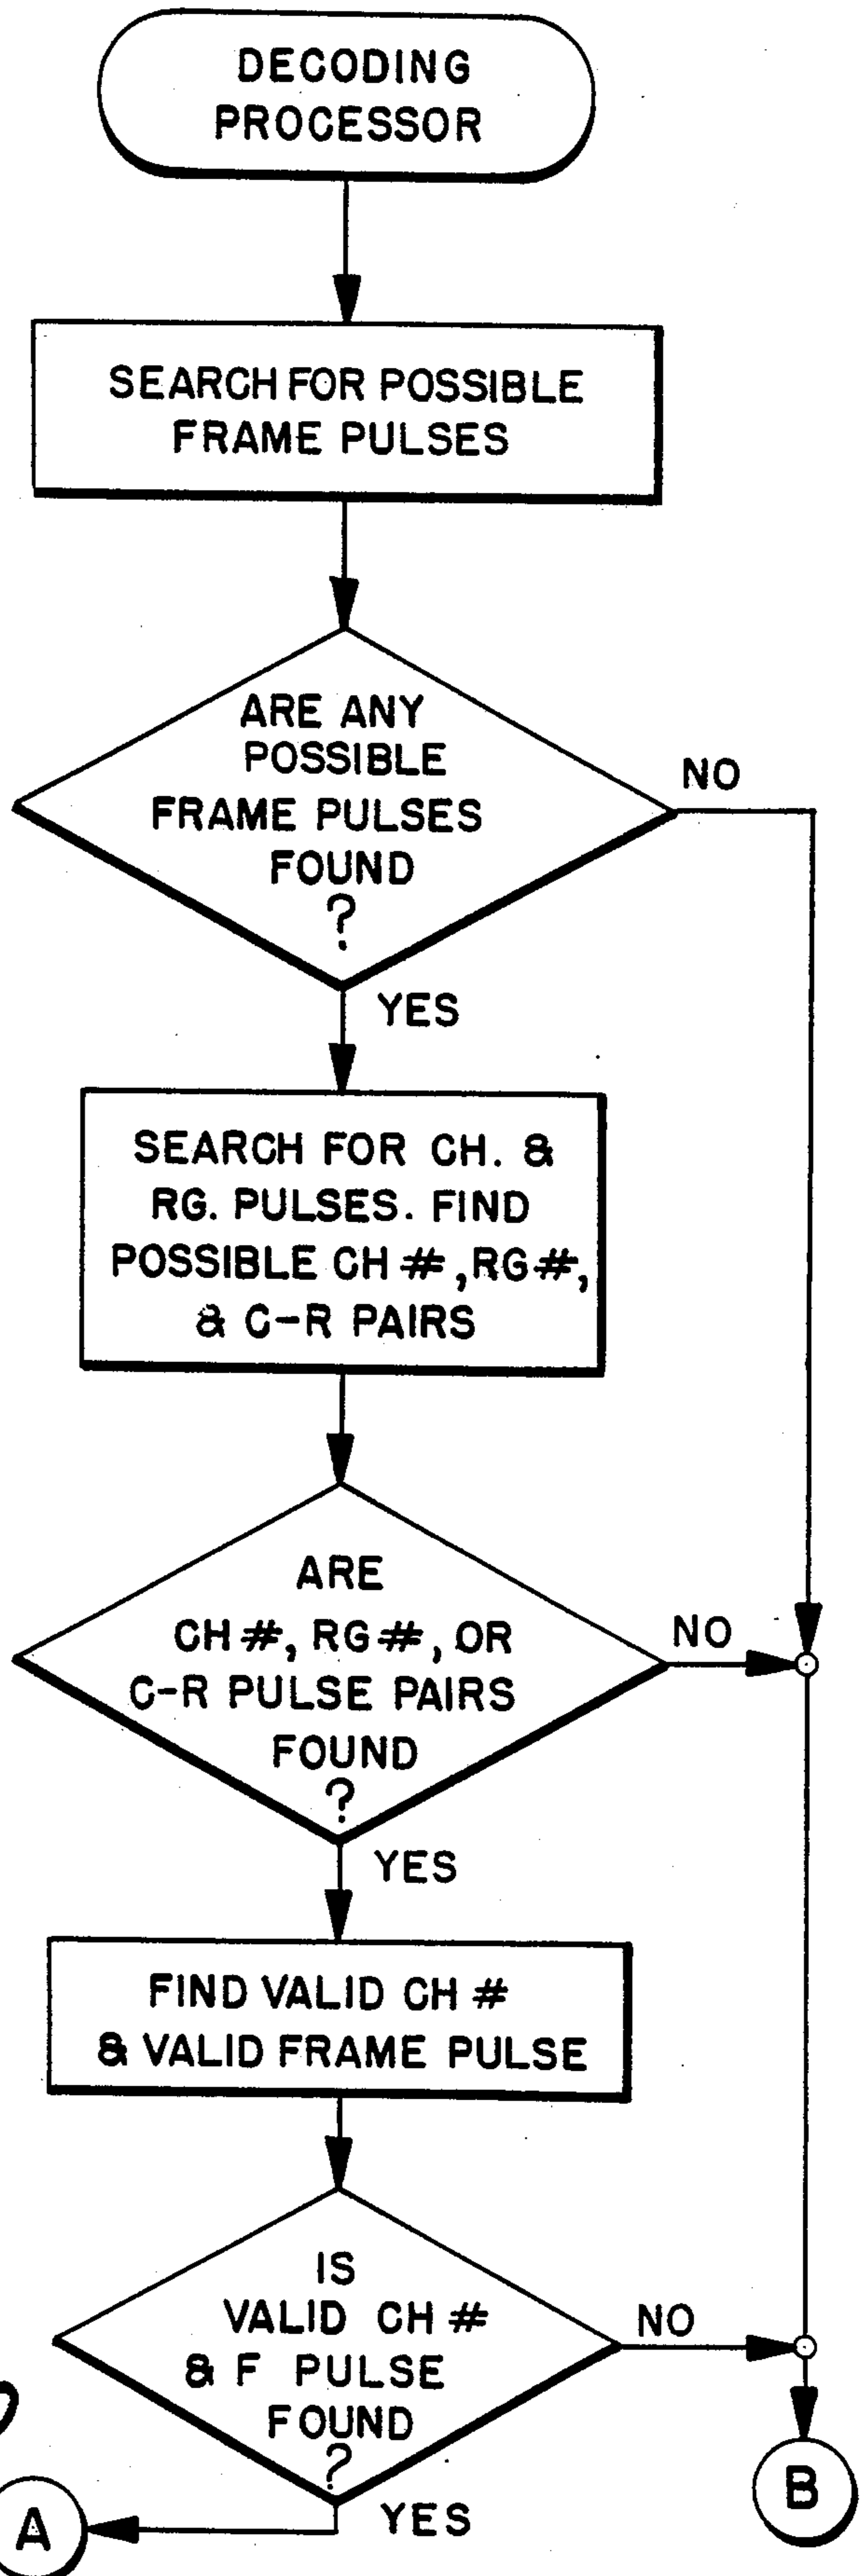 DECODING
PROCESSOR
SEARCH FOR POSSIBLE
FRAME PULSES
ARE ANY
POSSIBLE
FRAME PULSES
FOUND
?
NO
YES
SEARCH FOR CH. &
RG. PULSES. FIND
POSSIBLE CH #, RG #,
& C-R PAIRS
ARE
CH #, RG #, OR
C-R PULSE PAIRS
FOUND
?
NO
YES
FIND VALID CH #
& VALID FRAME PULSE
IS
VALID CH #
& F PULSE
FOUND
?
NO
YES
A
B